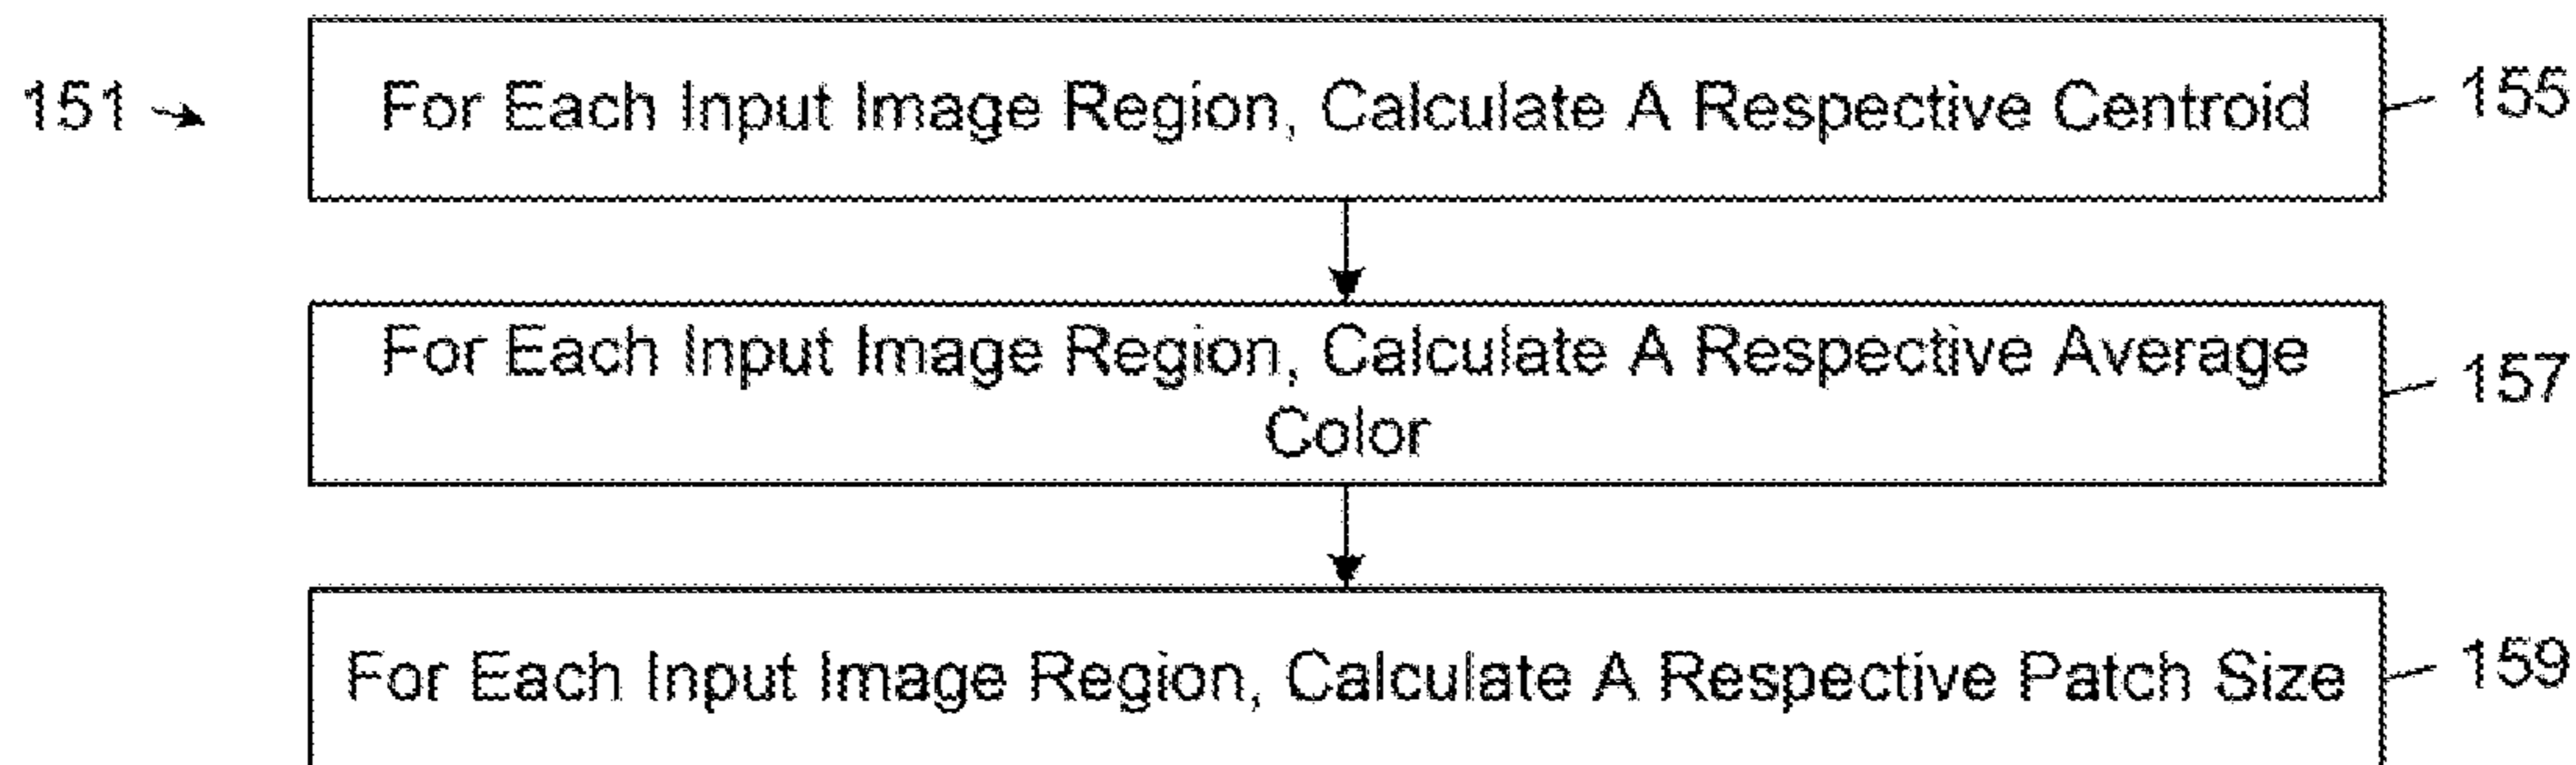 151
For Each Input Image Region, Calculate A Respective Centroid
155
For Each Input Image Region, Calculate A Respective Average
Color
157
For Each Input Image Region, Calculate A Respective Patch Size
159